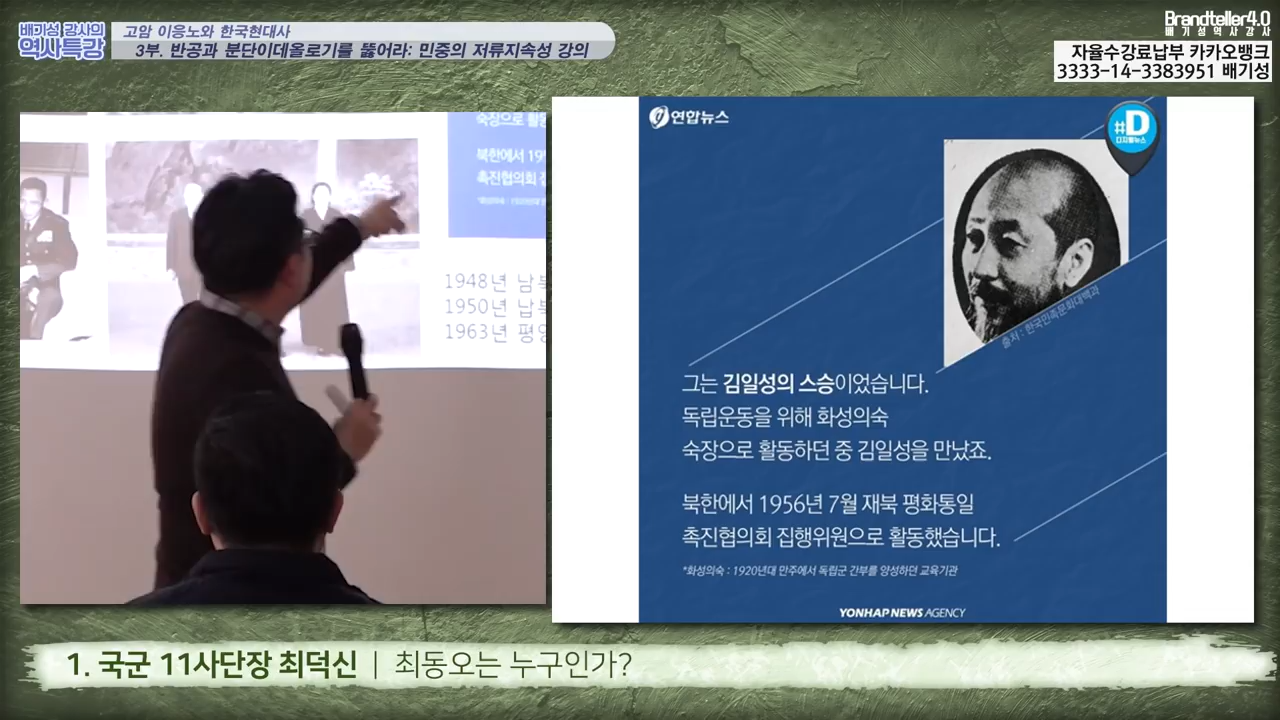 배기성 강사의
역사특강
고암 이응노와 한국현대사
3부. 반공과 분단이데올로기를 뚫어라: 민중의 저류지속성 강의
Brandteller4.0
배기성역사강사
자율수강료납부 카카오뱅크
3333-14-3383951 배기성
숙장으로 활동
북한에서 19
촉진협의회 집
1948년 남북
1950년 납북
1963년 평양
연합뉴스
#D
디지털뉴스
출처 : 한국민족문화대백과
그는 김일성의 스승이었습니다.
독립운동을 위해 화성의숙
숙장으로 활동하던 중 김일성을 만났죠.
북한에서 1956년 7월 재북 평화통일
촉진협의회 집행위원으로 활동했습니다.
*화성의숙 : 1920년대 만주에서 독립군 간부를 양성하던 교육기관
YONHAP NEWS AGENCY
1. 국군 11사단장 최덕신 | 최동오는 누구인가?